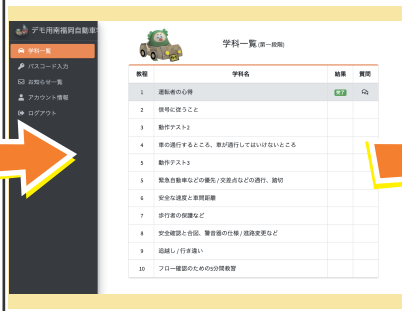 デモ用南福岡自動車
学科一覧
パスコード入力
お知らせ一覧
アカウント情報
ログアウト
学科一覧(第一段階)
教程 学科名 結果 質問
1 運転者の心得 完了
2 信号に従うこと
3 動作テスト2
4 車の通行するところ、車が通行してはいけないところ
5 動作テスト3
5 緊急自動車などの優先/交差点などの通行、踏切
6 安全な速度と車間距離
7 歩行者の保護など
8 安全確認と合図、警音器の仕様/進路変更など
9 追越し/行き違い
10 フロー確認のための5分間教習